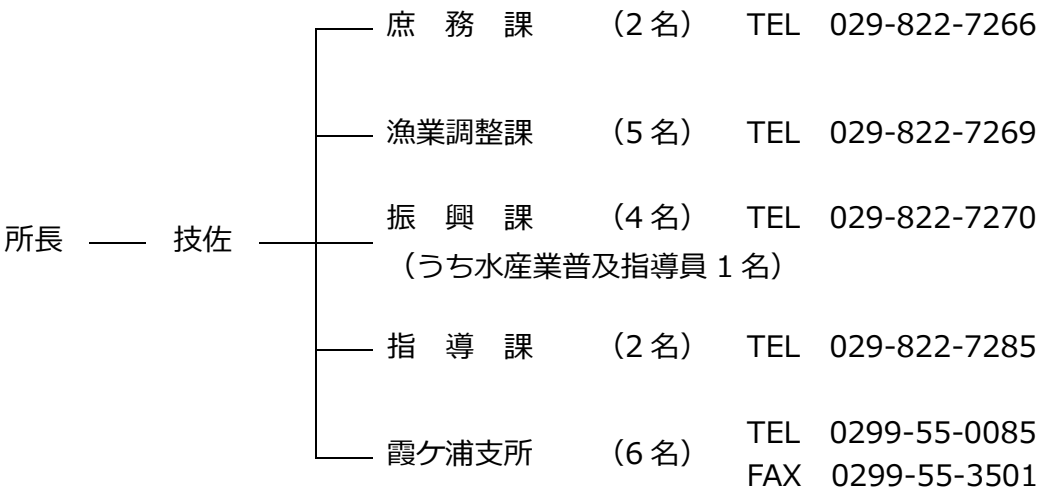 庶　務　課　（2 名）　TEL　029-822-7266
漁業調整課　（5 名）　TEL　029-822-7269
振　興　課　（4 名）　TEL　029-822-7270
所長　技佐
（うち水産業普及指導員 1 名）
指　導　課　（2 名）　TEL　029-822-7285
霞ケ浦支所　（6 名）　TEL　0299-55-0085
FAX　0299-55-3501